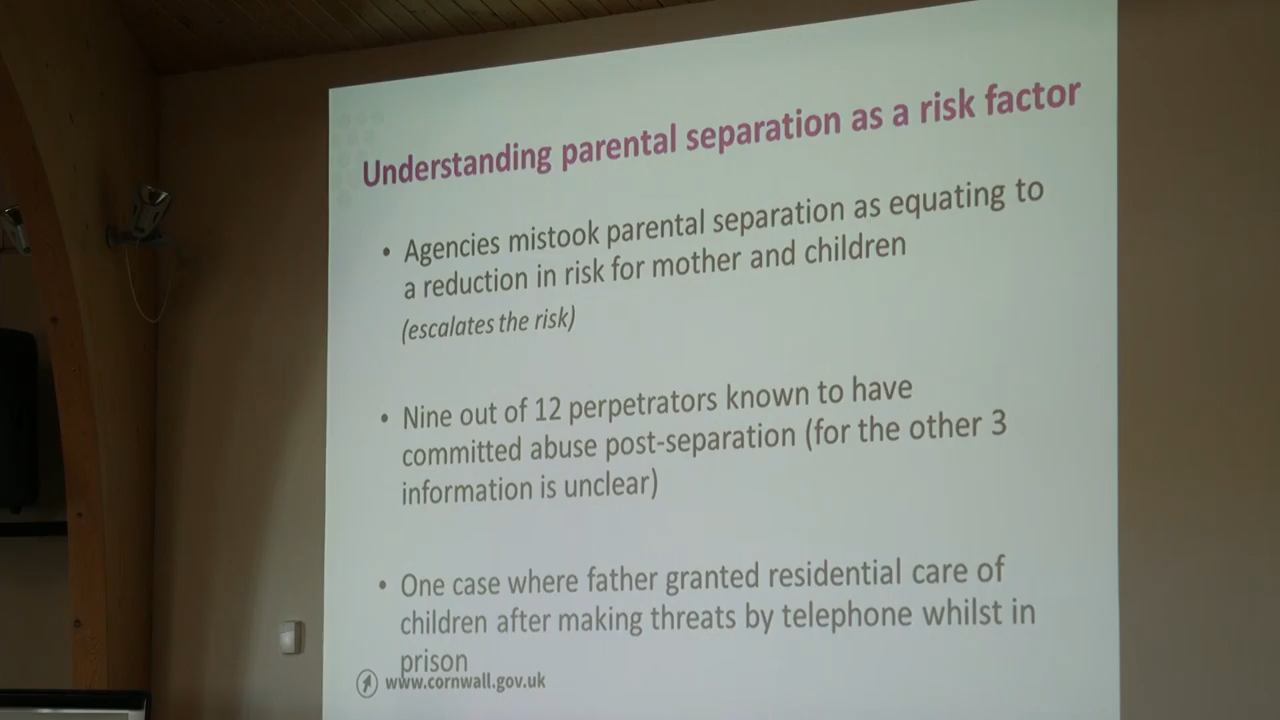 Understanding parental separation as a risk factor
• Agencies mistook parental separation as equating to
a reduction in risk for mother and children
(escalates the risk)
• Nine out of 12 perpetrators known to have
committed abuse post-separation (for the other 3
information is unclear)
• One case where father granted residential care of
children after making threats by telephone whilst in
prison
www.cornwall.gov.uk